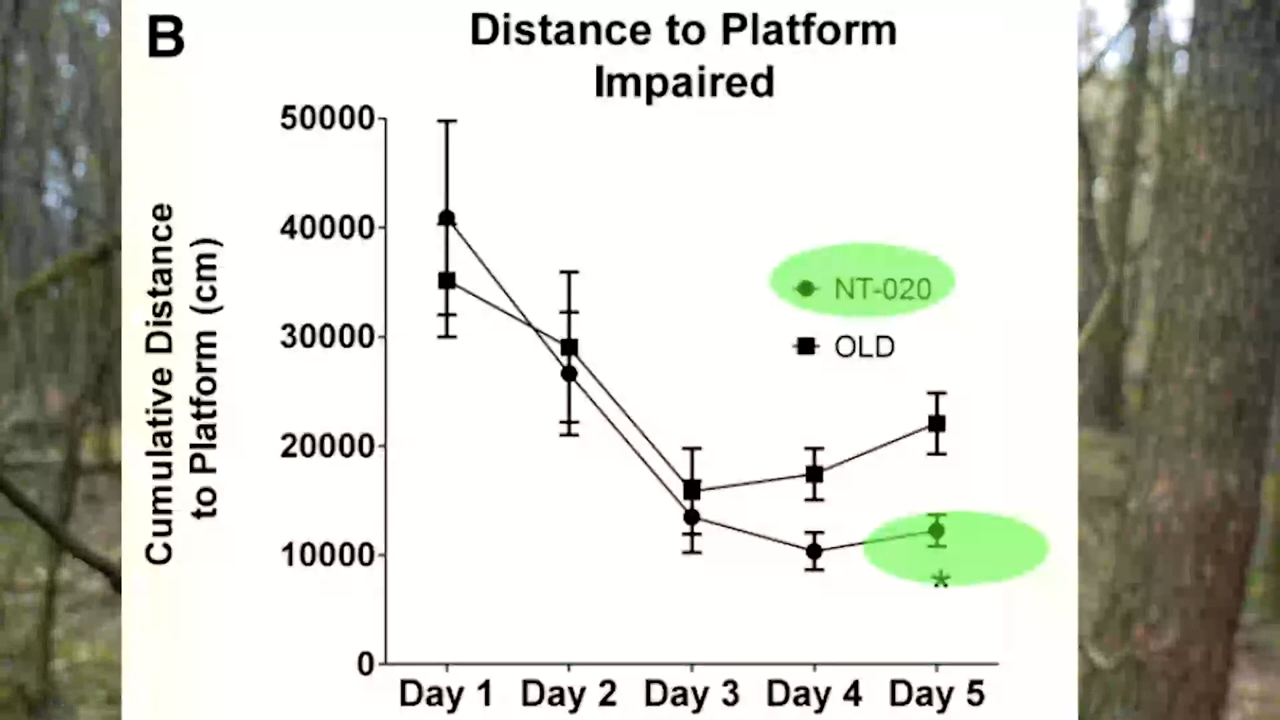 B
Distance to Platform
Impaired
Cumulative Distance
to Platform (cm)
50000
40000
30000
20000
10000
0
NT-020
OLD
*
Day 1 Day 2 Day 3 Day 4 Day 5